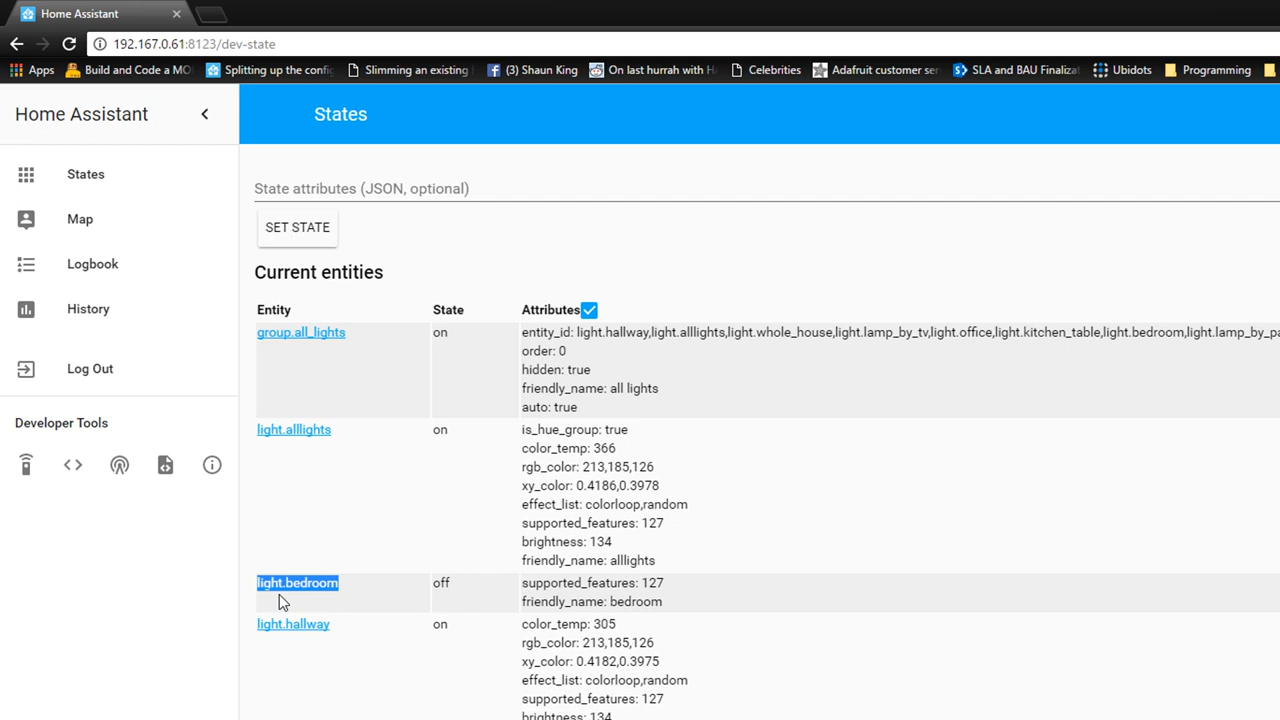 Home Assistant
192.167.0.61:8123/dev-state
Apps Build and Code a MO Splitting up the config Slimming an existing (3) Shaun King On last hurrah with H Celebrities Adafruit customer ser SLA and BAU Finalizat Ubidots Programming
Home Assistant States
State attributes (JSON, optional)
States
Map
Logbook
History
Log Out
Developer Tools
SET STATE
Current entities
Entity State Attributes
group.all_lights on entity_id: light.hallway,light.alllights,light.whole_house,light.lamp_by_tv,light.office,light.kitchen_table,light.bedroom,light.lamp_by_pa
order: 0
hidden: true
friendly_name: all lights
auto: true
light.alllights on is_hue_group: true
color_temp: 366
rgb_color: 213,185,126
xy_color: 0.4186,0.3978
effect_list: colorloop,random
supported_features: 127
brightness: 134
friendly_name: alllights
light.bedroom off supported_features: 127
friendly_name: bedroom
light.hallway on color_temp: 305
rgb_color: 213,185,126
xy_color: 0.4182,0.3975
effect_list: colorloop,random
supported_features: 127
brightness: 134